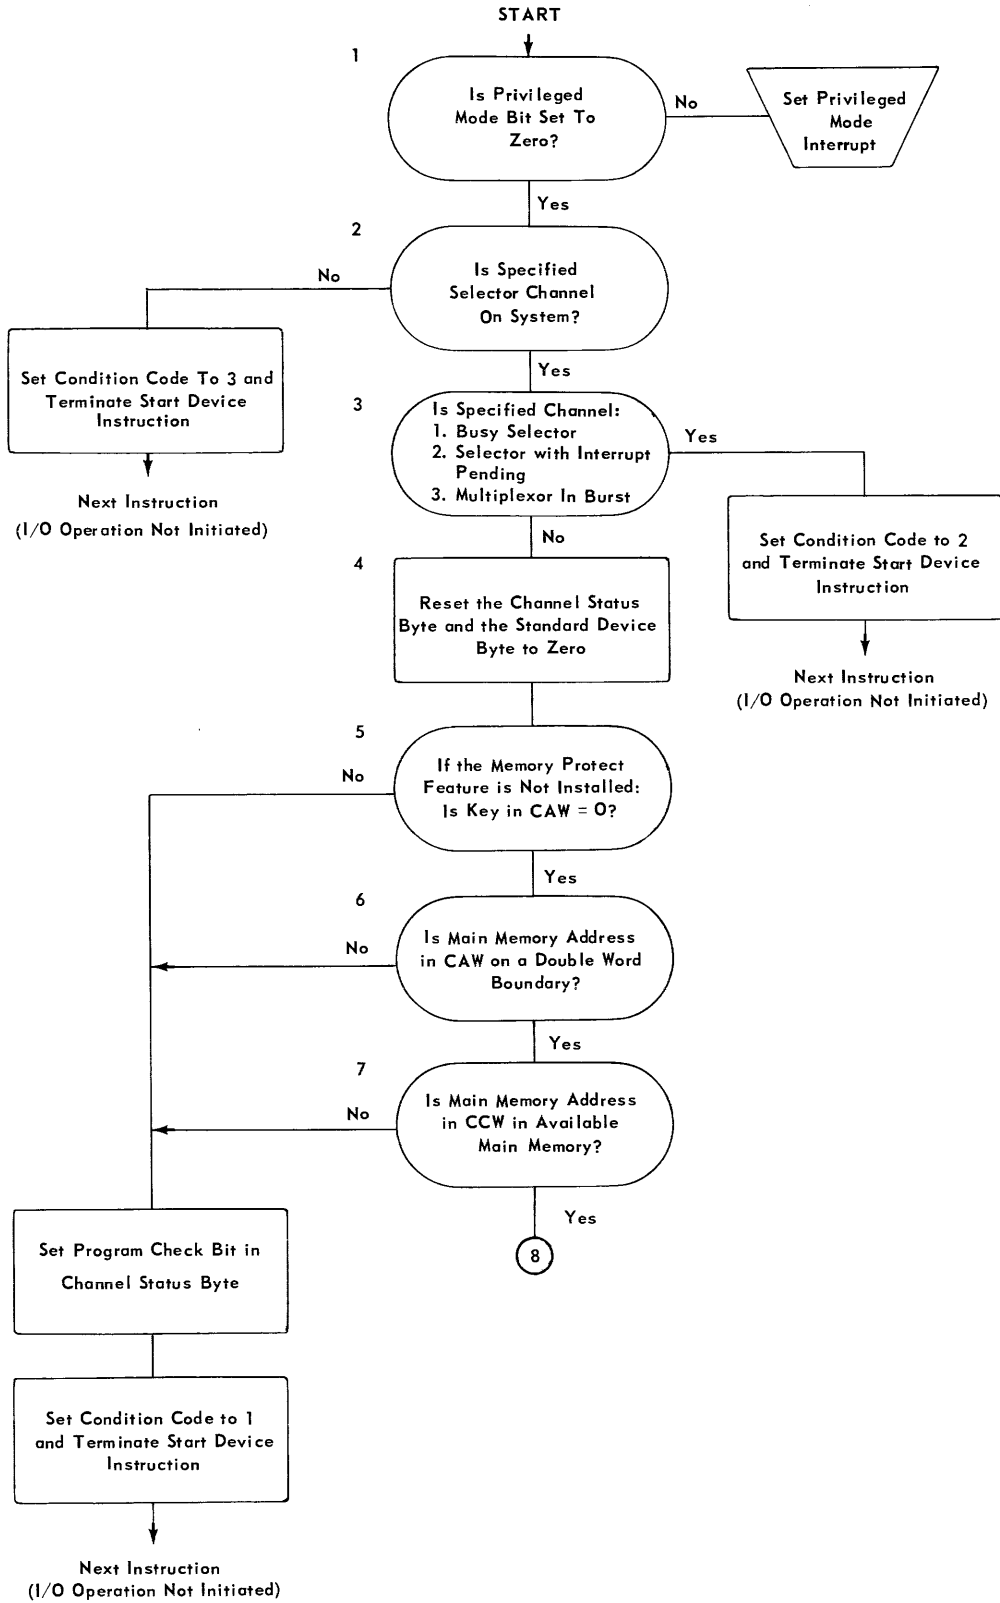 START
1
Is Privileged
Mode Bit Set To
Zero?
No
Set Privileged
Mode
Interrupt
Yes
2
Is Specified
Selector Channel
On System?
No
Set Condition Code To 3 and
Terminate Start Device
Instruction
Next Instruction
(I/O Operation Not Initiated)
Yes
3
Is Specified Channel:
1. Busy Selector
2. Selector with Interrupt
Pending
3. Multiplexor In Burst
Yes
Set Condition Code to 2
and Terminate Start Device
Instruction
Next Instruction
(I/O Operation Not Initiated)
No
4
Reset the Channel Status
Byte and the Standard Device
Byte to Zero
5
If the Memory Protect
Feature is Not Installed:
Is Key in CAW = 0?
No
Yes
6
Is Main Memory Address
in CAW on a Double Word
Boundary?
No
Yes
7
Is Main Memory Address
in CCW in Available
Main Memory?
No
Yes
8
Set Program Check Bit in
Channel Status Byte
Set Condition Code to 1
and Terminate Start Device
Instruction
Next Instruction
(I/O Operation Not Initiated)